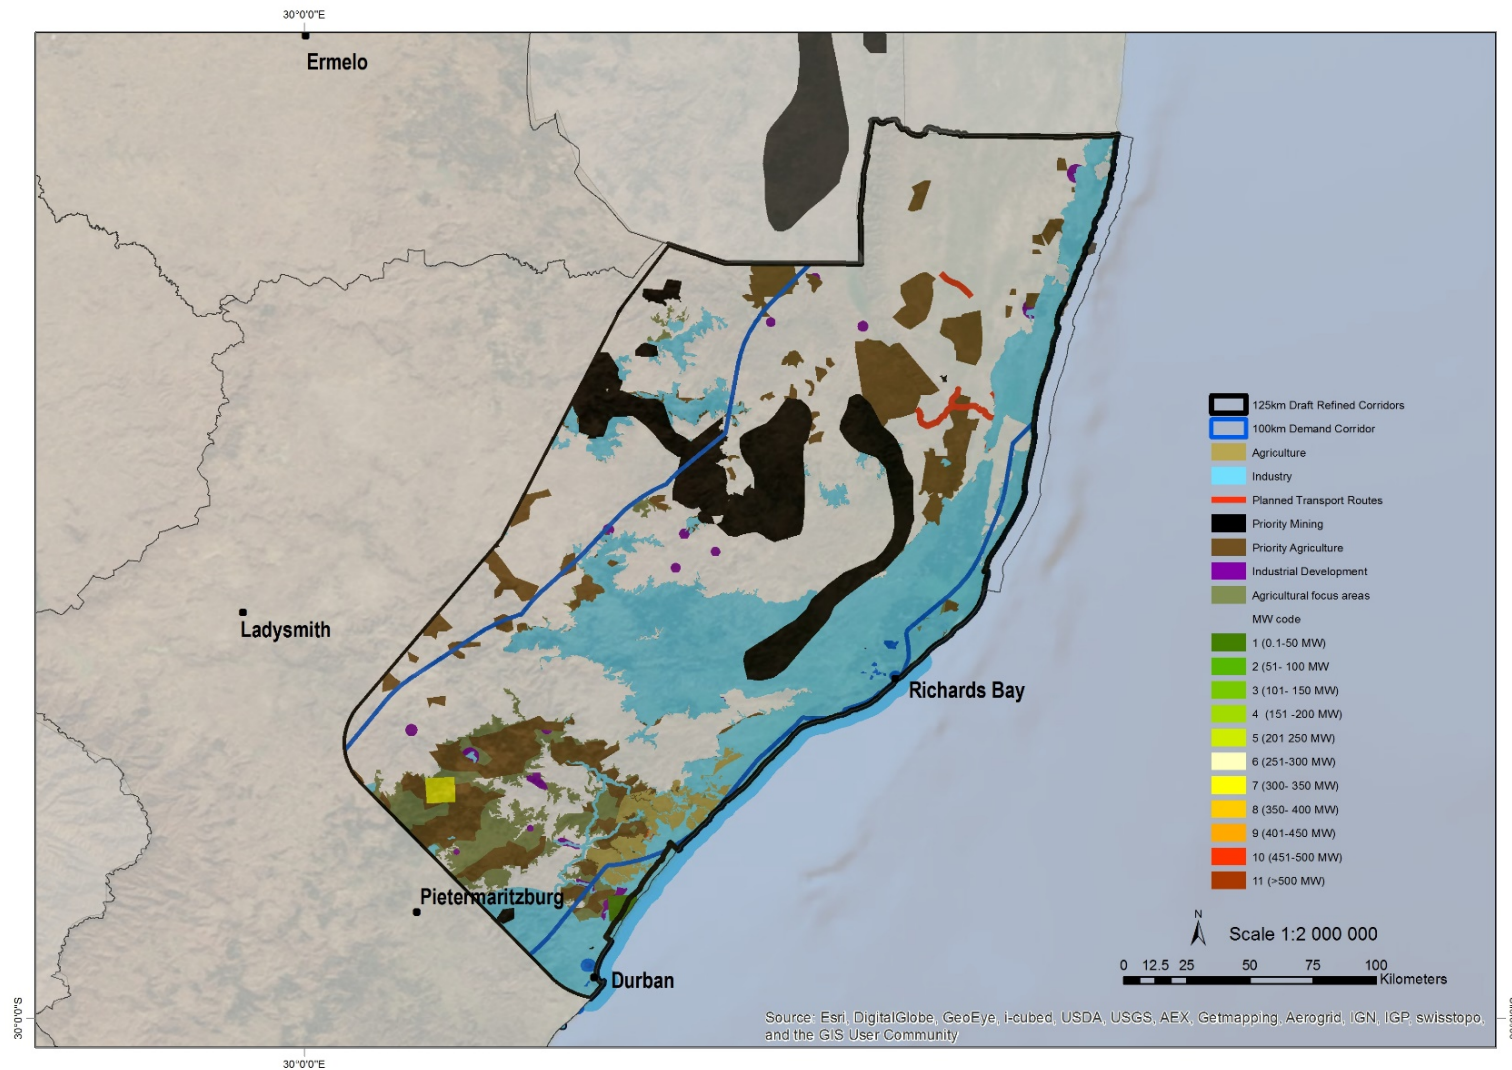 30°0'0"E
Ermelo
125km Draft Refined Corridors
100km Demand Corridor
Agriculture
Industry
Planned Transport Routes
Priority Mining
Priority Agriculture
Industrial Development
Agricultural focus areas
Ladysmith
MW code
1 (0.1-50 MW)
2 (51- 100 MW
3 (101- 150 MW)
Richards Bay
4 (151 -200 MW)
5 (201 250 MW)
6 (251-300 MW)
7 (300- 350 MW)
8 (350- 400 MW)
9 (401-450 MW)
10 (451-500 MW)
11 (>500 MW)
Pietermaritzburg
N
Scale 1:2 000 000
0 12.5 25 50 75 100
Kilometers
Durban
30°0'0"S
Source: Esri, DigitalGlobe, GeoEye, i-cubed, USDA, USGS, AEX, Getmapping, Aerogrid, IGN, IGP, swisstopo,
and the GIS User Community
30°0'0"E